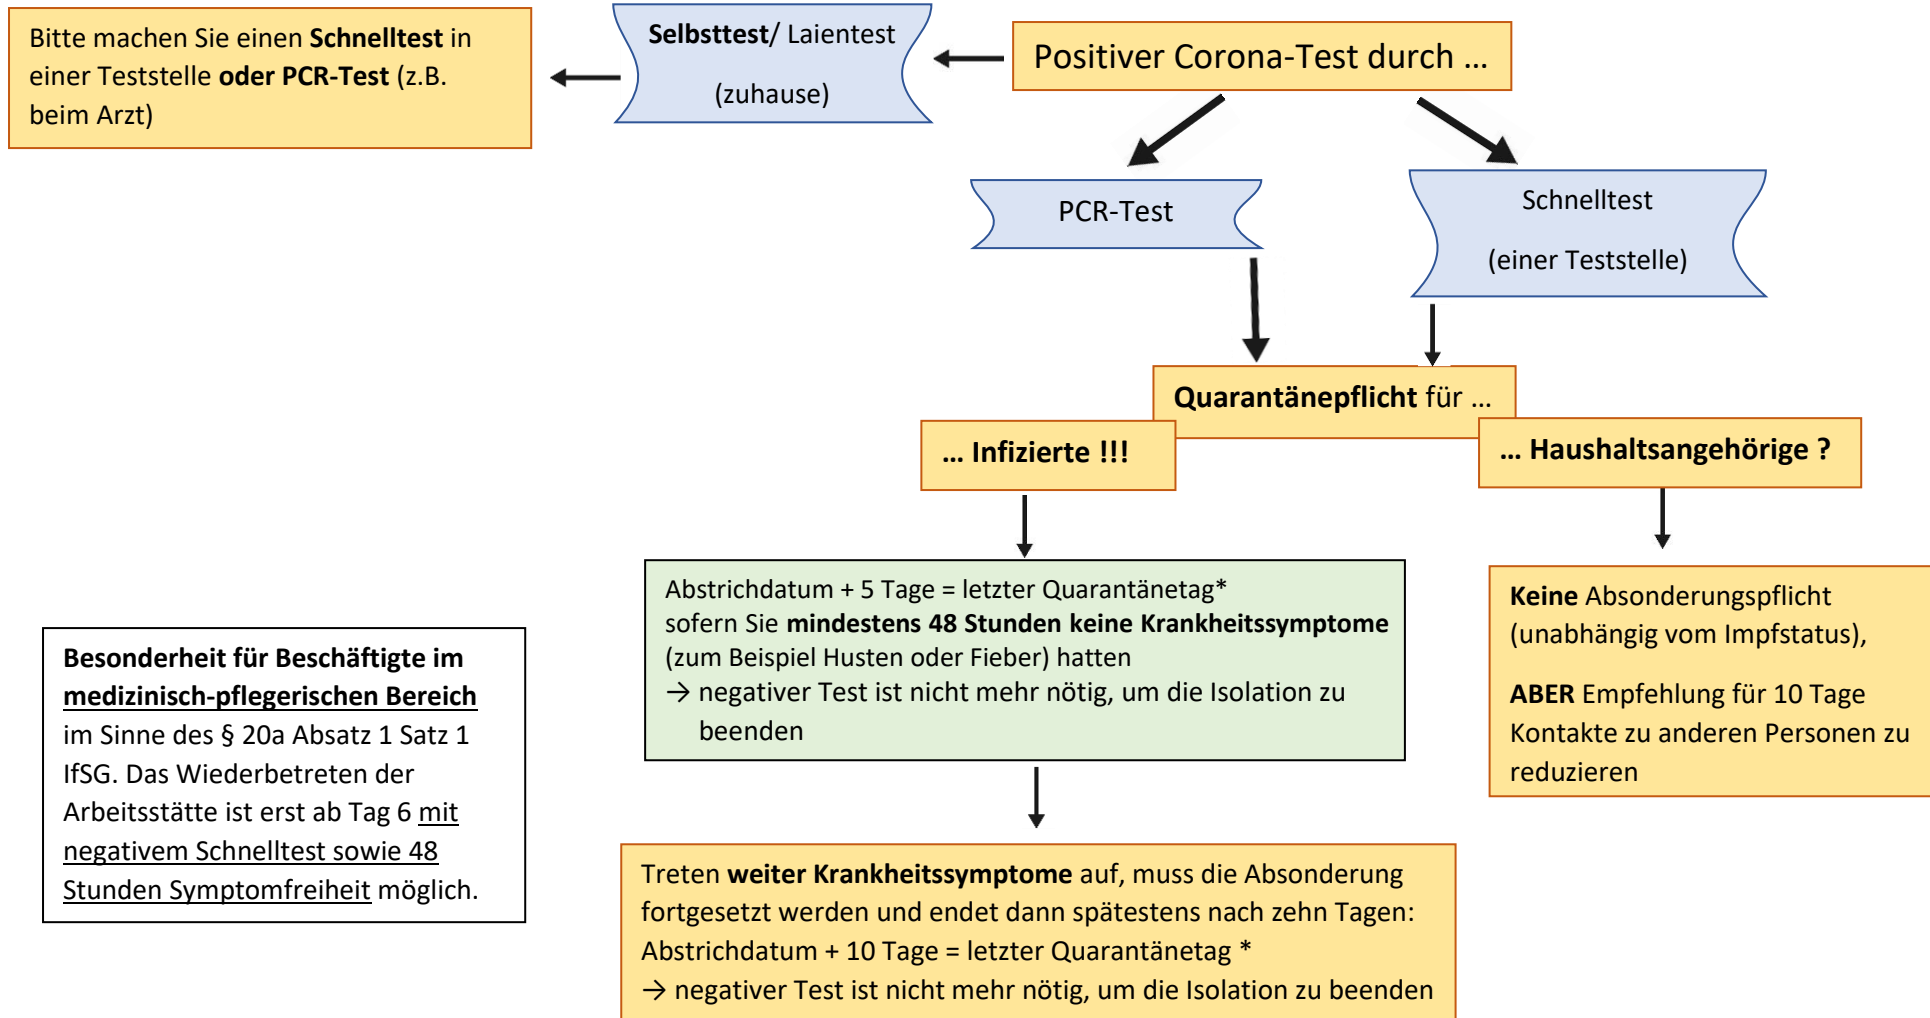 Positiver Corona-Test durch ...
Selbsttest/ Laientest
(zuhause)
Bitte machen Sie einen Schnelltest in
einer Teststelle oder PCR-Test (z.B.
beim Arzt)
PCR-Test
Schnelltest
(einer Teststelle)
Quarantänepflicht für ...
... Infizierte !!!
... Haushaltsangehörige ?
Abstrichdatum + 5 Tage = letzter Quarantänetag*
sofern Sie mindestens 48 Stunden keine Krankheitssymptome
(zum Beispiel Husten oder Fieber) hatten
→ negativer Test ist nicht mehr nötig, um die Isolation zu
beenden
Keine Absonderungspflicht
(unabhängig vom Impfstatus),
ABER Empfehlung für 10 Tage
Kontakte zu anderen Personen zu
reduzieren
Besonderheit für Beschäftigte im
medizinisch-pflegerischen Bereich
im Sinne des § 20a Absatz 1 Satz 1
IfSG. Das Wiederbetreten der
Arbeitsstätte ist erst ab Tag 6 mit
negativem Schnelltest sowie 48
Stunden Symptomfreiheit möglich.
Treten weiter Krankheitssymptome auf, muss die Absonderung
fortgesetzt werden und endet dann spätestens nach zehn Tagen:
Abstrichdatum + 10 Tage = letzter Quarantänetag *
→ negativer Test ist nicht mehr nötig, um die Isolation zu beenden